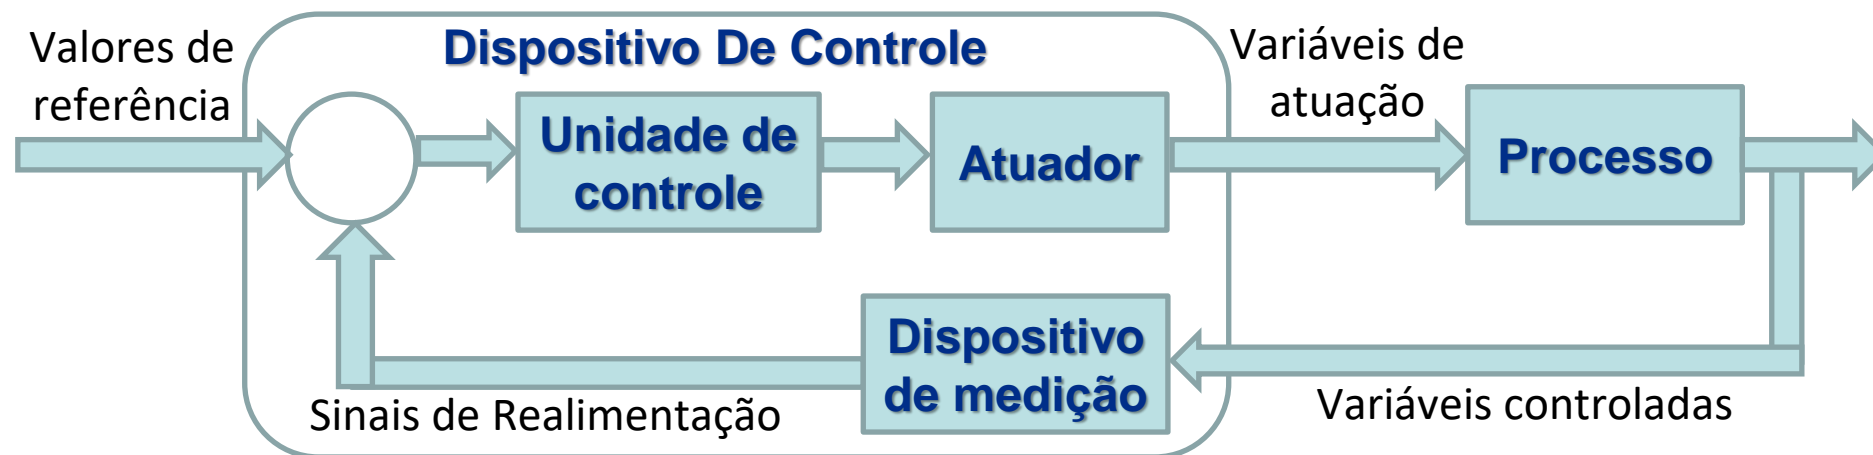 Valores de
referência
Dispositivo De Controle
Unidade de
controle
Atuador
Variáveis de
atuação
Processo
Dispositivo
de medição
Sinais de Realimentação
Variáveis controladas